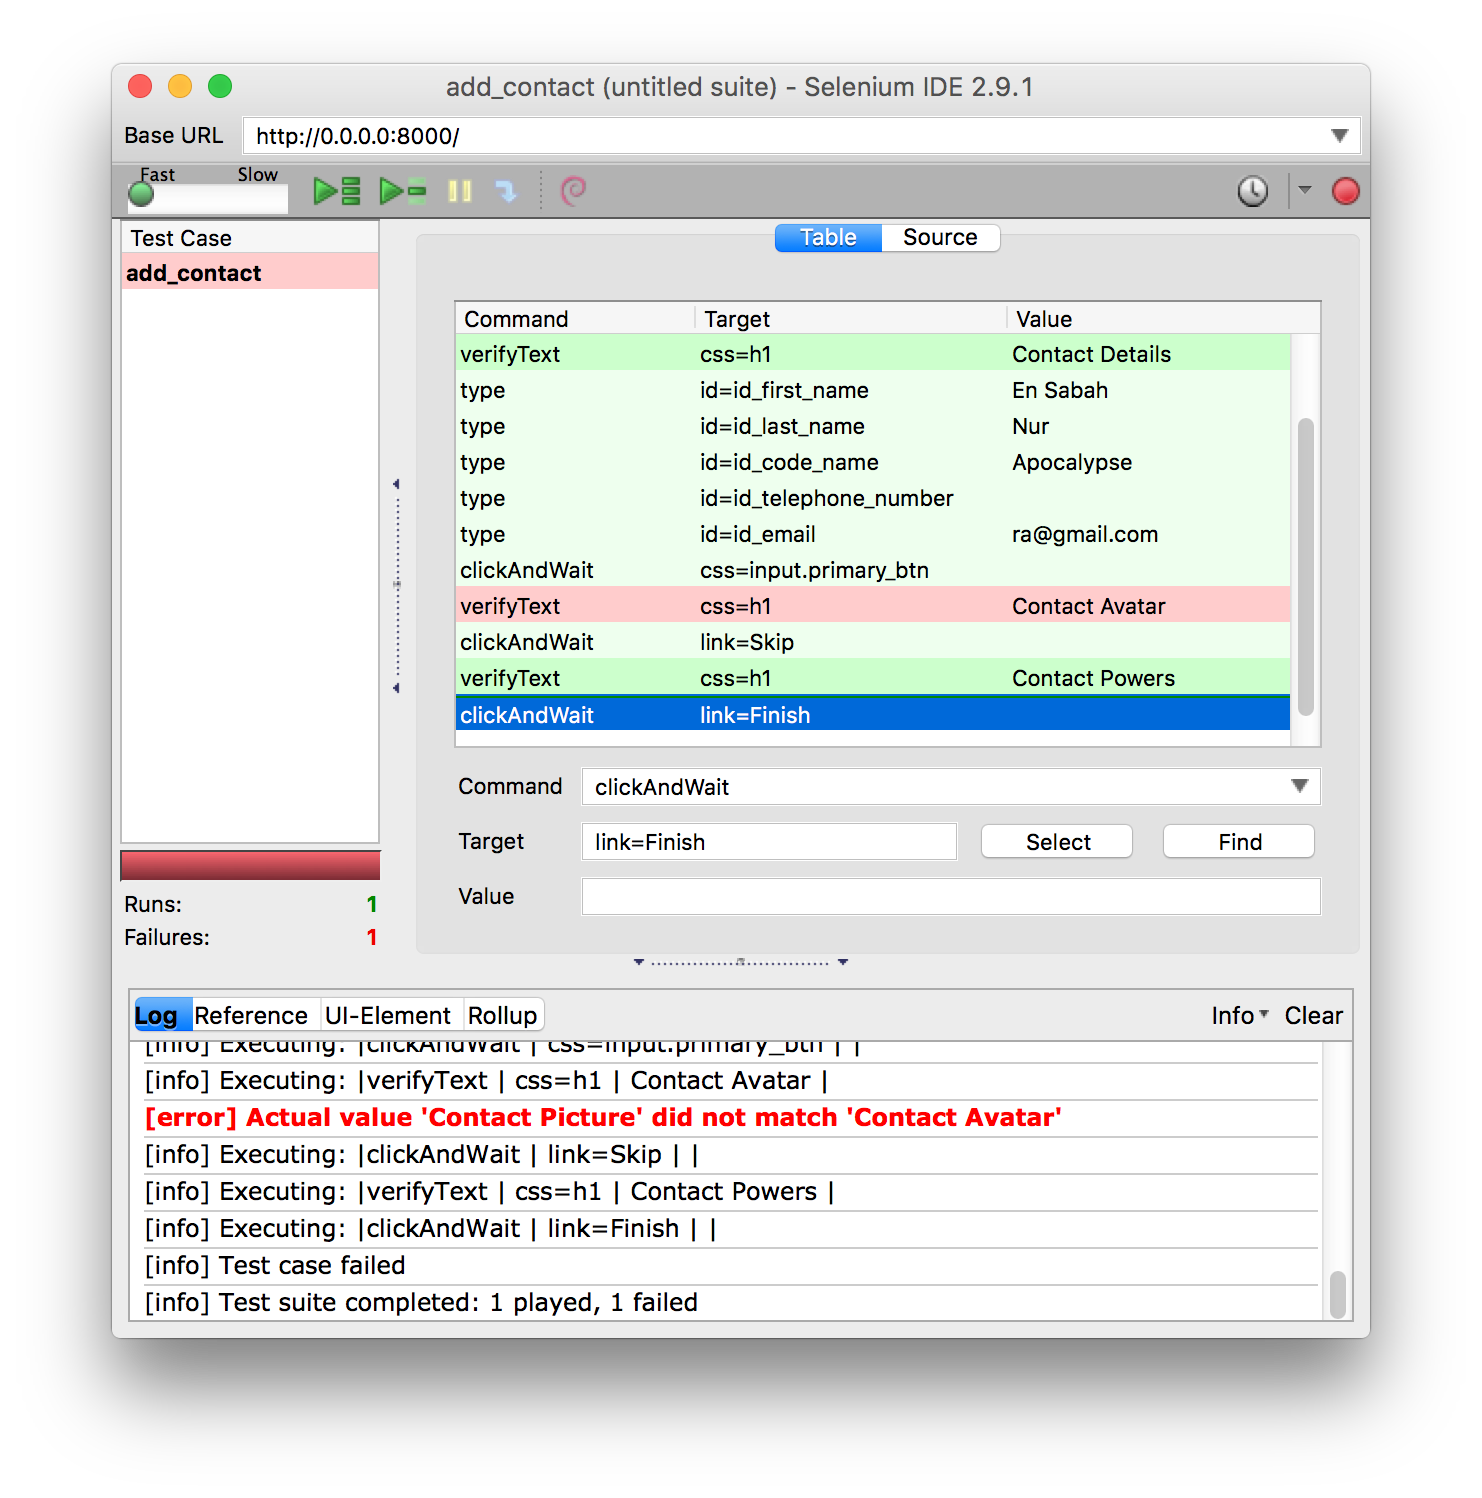 add_contact (untitled suite) - Selenium IDE 2.9.1
Base URL http://0.0.0.0:8000/
Fast Slow
Test Case
add_contact
Table Source
Command Target Value
verifyText css=h1 Contact Details
type id=id_first_name En Sabah
type id=id_last_name Nur
type id=id_code_name Apocalypse
type id=id_telephone_number
type id=id_email ra@gmail.com
clickAndWait css=input.primary_btn
verifyText css=h1 Contact Avatar
clickAndWait link=Skip
verifyText css=h1 Contact Powers
clickAndWait link=Finish
Command clickAndWait
Target link=Finish Select Find
Value
Runs: 1
Failures: 1
Log Reference UI-Element Rollup Info Clear
[info] Executing: |clickAndWait | css=input.primary_btn | |
[info] Executing: |verifyText | css=h1 | Contact Avatar |
[error] Actual value 'Contact Picture' did not match 'Contact Avatar'
[info] Executing: |clickAndWait | link=Skip | |
[info] Executing: |verifyText | css=h1 | Contact Powers |
[info] Executing: |clickAndWait | link=Finish | |
[info] Test case failed
[info] Test suite completed: 1 played, 1 failed